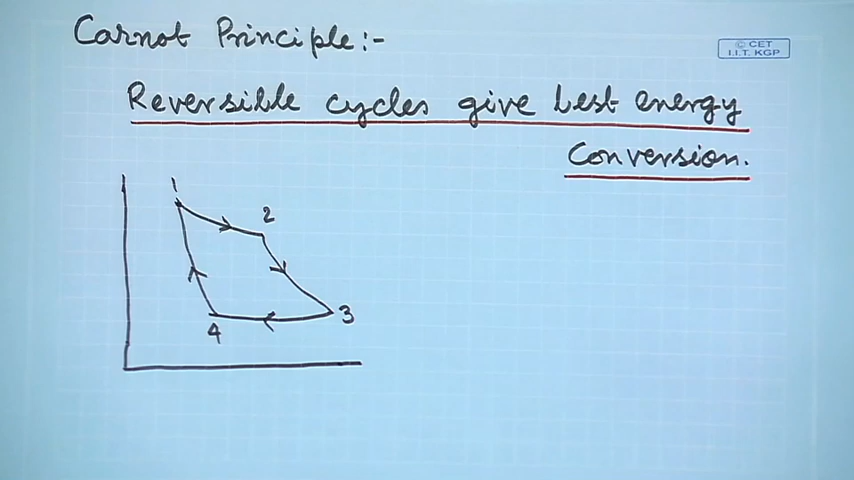 Carnot Principle:-
© CET
I.I.T. KGP
Reversible cycles give best energy
Conversion.
1
2
3
4